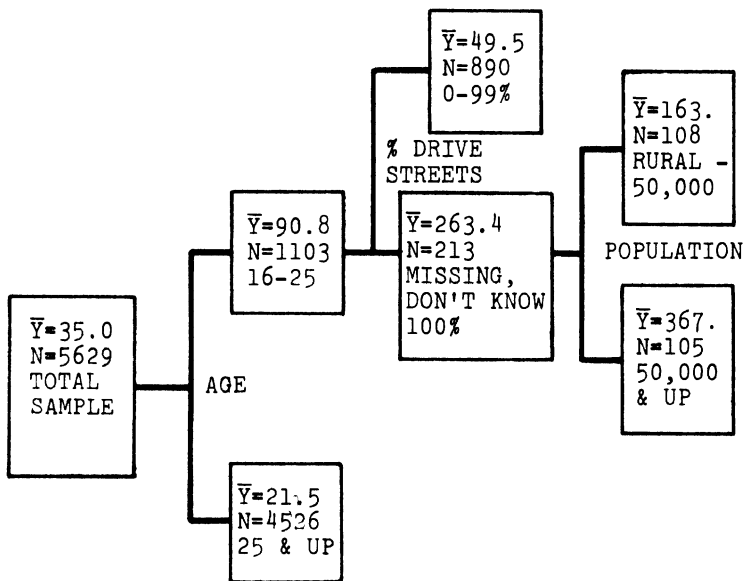 Ȳ=49.5
N=890
0-99%
% DRIVE
STREETS
Ȳ=163.
N=108
RURAL -
50,000
Ȳ=90.8
N=1103
16-25
Ȳ=263.4
N=213
MISSING,
DON'T KNOW
100%
POPULATION
Ȳ=35.0
N=5629
TOTAL
SAMPLE
AGE
Ȳ=367.
N=105
50,000
& UP
Ȳ=21.5
N=4526
25 & UP